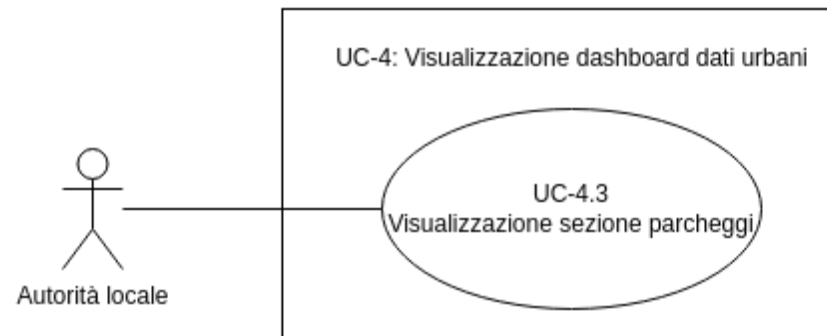 UC-4: Visualizzazione dashboard dati urbani
UC-4.3
Visualizzazione sezione parcheggi
Autorità locale